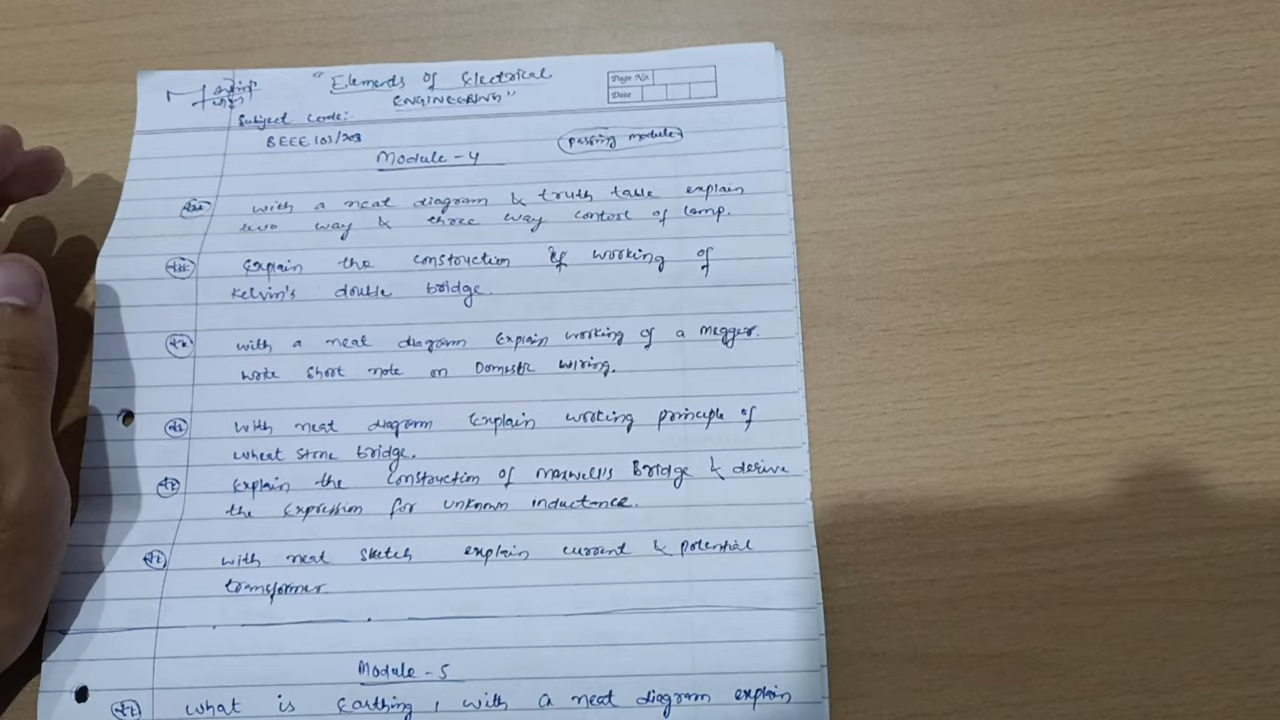 "Elements of Electrical
ENGINEERING"
Page No.
Date
Subject Code:
BEEE103/203
passing module
Module - 4
with a neat diagram & truth table explain
two way & three way control of lamp.
Explain the construction & working of
Kelvin's double bridge.
with a neat diagram Explain working of a megger.
write short note on Domestic wiring.
With neat diagram Explain working principle of
wheat stone bridge.
Explain the construction of maxwell's Bridge & derive
the Expression for unknown inductance.
with neat sketch explain current & potential
transformer
Module - 5
what is Earthing, with a neat diagram explain